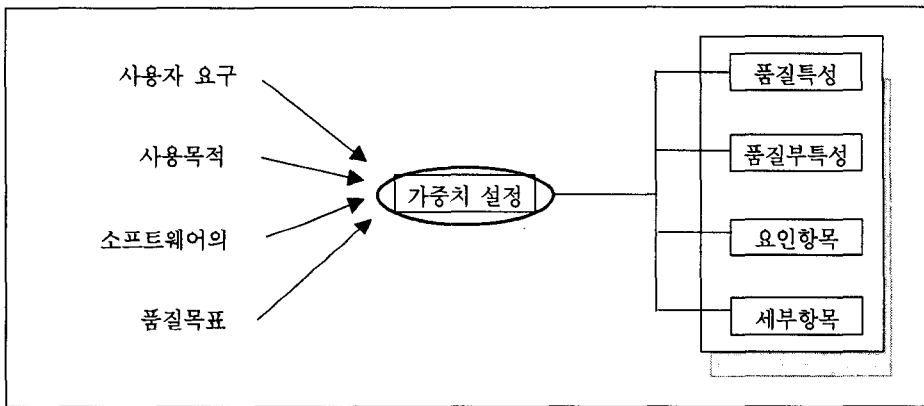 사용자 요구
사용목적
소프트웨어의
품질목표
가중치 설정
품질특성
품질부특성
요인항목
세부항목